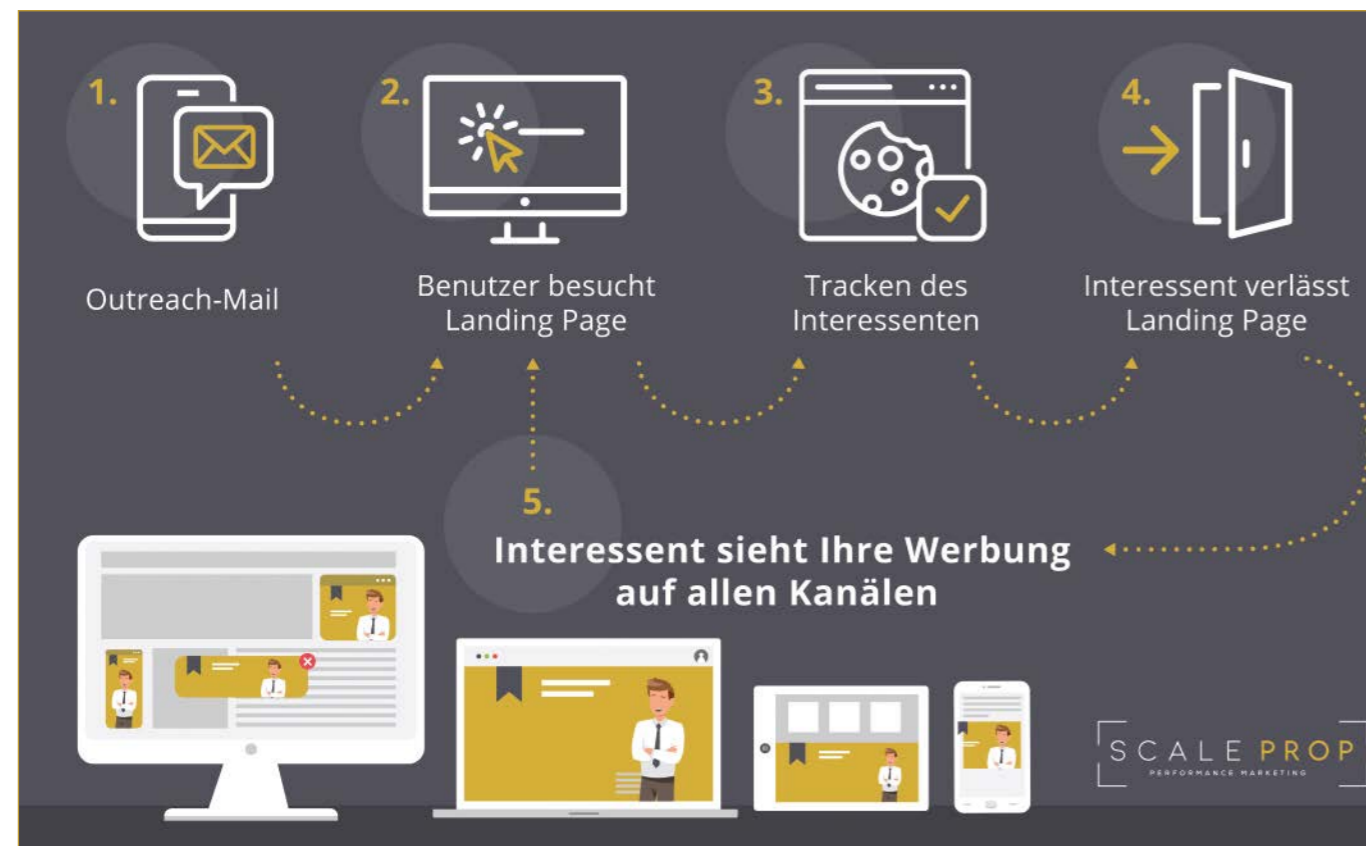 1.
Outreach-Mail
2.
Benutzer besucht
Landing Page
3.
Tracken des
Interessenten
4.
Interessent verlässt
Landing Page
5.
Interessent sieht Ihre Werbung
auf allen Kanälen
SCALE PROP
PERFORMANCE MARKETING